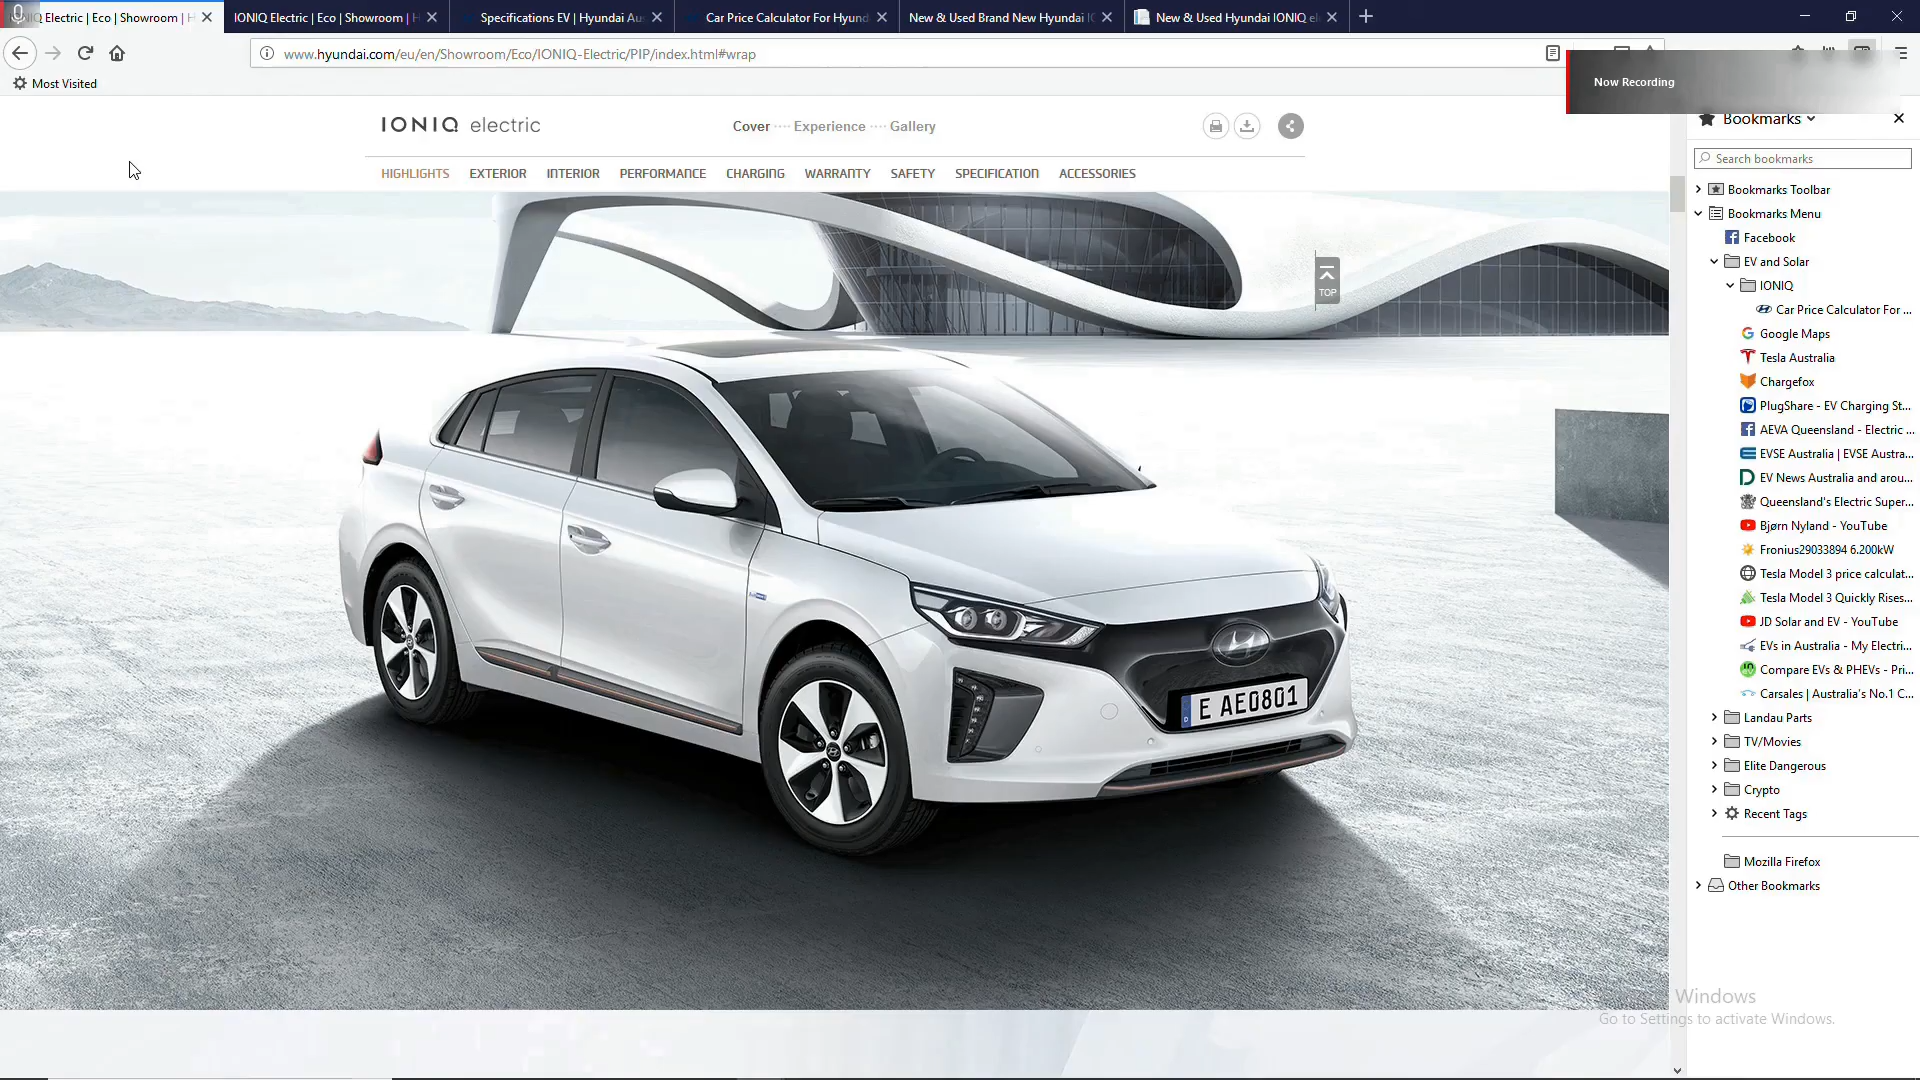 IQ Electric | Eco | Showroom | H
IONIQ Electric | Eco | Showroom | H
Specifications EV | Hyundai Au
Car Price Calculator For Hyund
New & Used Brand New Hyundai IO
New & Used Hyundai IONIQ el
www.hyundai.com/eu/en/Showroom/Eco/IONIQ-Electric/PIP/index.html#wrap
Now Recording
Most Visited
IONIQ electric
Cover ···· Experience ···· Gallery
HIGHLIGHTS EXTERIOR INTERIOR PERFORMANCE CHARGING WARRANTY SAFETY SPECIFICATION ACCESSORIES
TOP
E AE0801
D
Bookmarks
Search bookmarks
Bookmarks Toolbar
Bookmarks Menu
Facebook
EV and Solar
IONIQ
Car Price Calculator For ...
Google Maps
Tesla Australia
Chargefox
PlugShare - EV Charging St...
AEVA Queensland - Electric ...
EVSE Australia | EVSE Austra...
EV News Australia and arou...
Queensland's Electric Super...
Bjørn Nyland - YouTube
Fronius29033894 6.200kW
Tesla Model 3 price calculat...
Tesla Model 3 Quickly Rises...
JD Solar and EV - YouTube
EVs in Australia - My Electri...
Compare EVs & PHEVs - Pri...
Carsales | Australia's No.1 C...
Landau Parts
TV/Movies
Elite Dangerous
Crypto
Recent Tags
Mozilla Firefox
Other Bookmarks
Windows
Go to Settings to activate Windows.